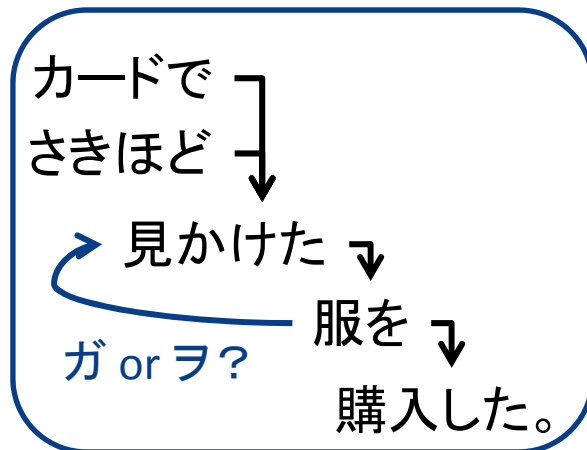 カードで
さきほど
見かけた
服を
ガ or ヲ？
購入した。